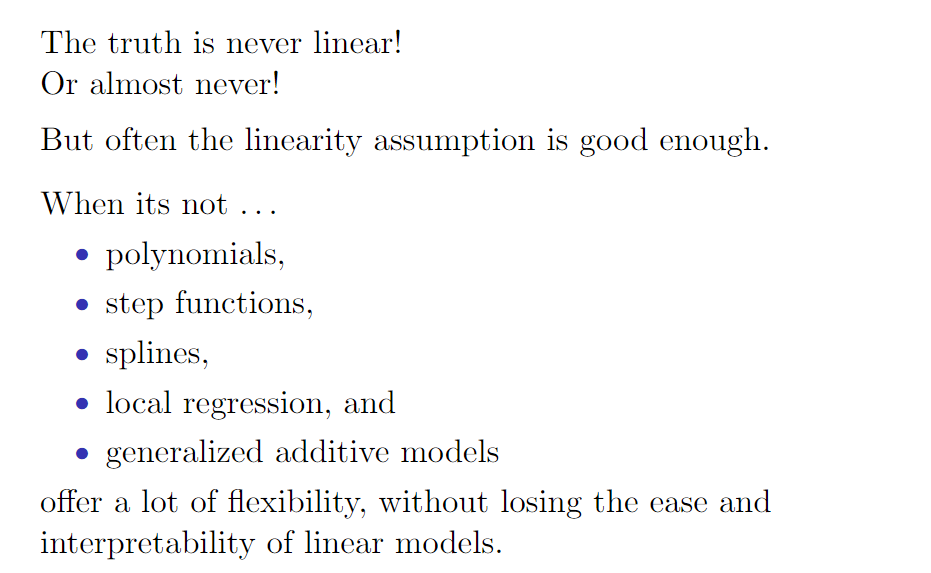 The truth is never linear!
Or almost never!
But often the linearity assumption is good enough.
When its not ...
• polynomials,
• step functions,
• splines,
• local regression, and
• generalized additive models
offer a lot of flexibility, without losing the ease and
interpretability of linear models.